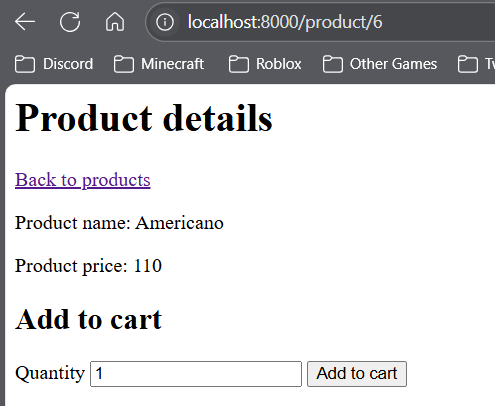 localhost:8000/product/6
Discord Minecraft Roblox Other Games
Product details
Back to products
Product name: Americano
Product price: 110
Add to cart
Quantity 1 Add to cart